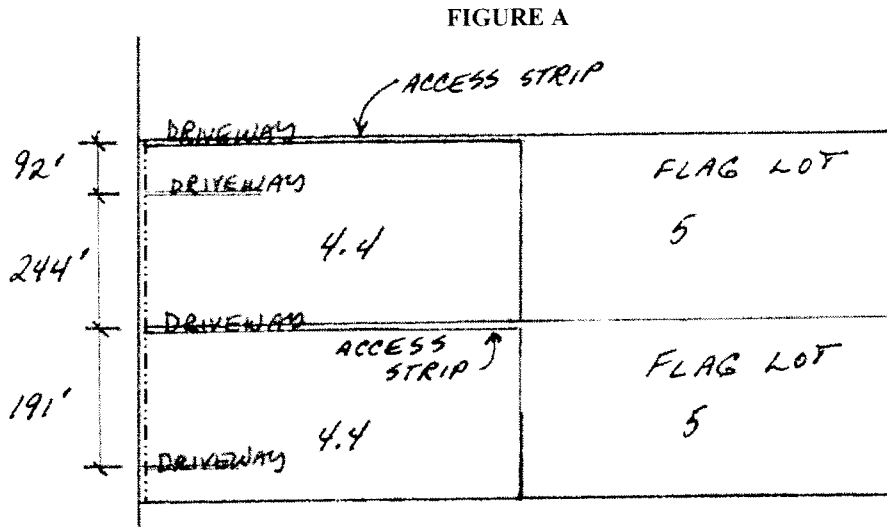 FIGURE A
ACCESS STRIP
DRIVEWAY
92'
DRIVEWAY
FLAG LOT
4.4
5
244'
DRIVEWAY
ACCESS
STRIP
FLAG LOT
191'
4.4
5
DRIVEWAY